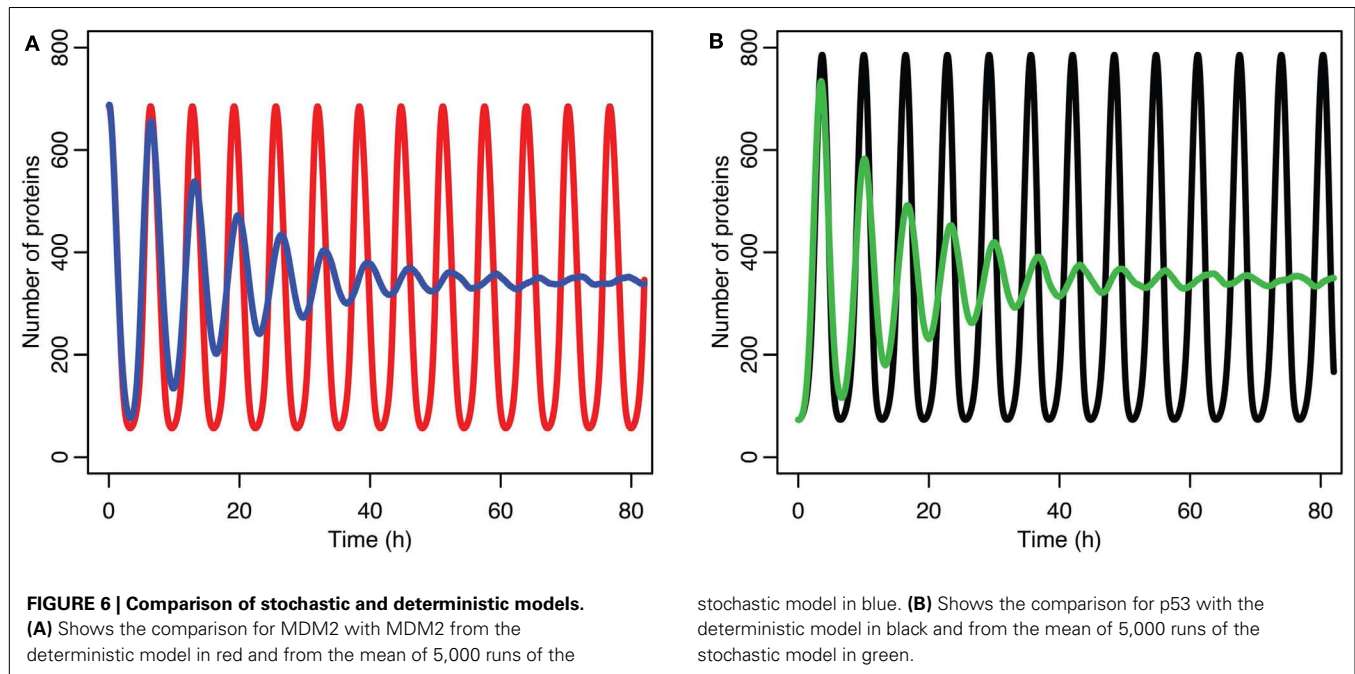 A
800
600
400
200
0
Number of proteins
0 20 40 60 80
Time (h)
B
800
600
400
200
0
Number of proteins
0 20 40 60 80
Time (h)
FIGURE 6 | Comparison of stochastic and deterministic models.
(A) Shows the comparison for MDM2 with MDM2 from the
deterministic model in red and from the mean of 5,000 runs of the
stochastic model in blue. (B) Shows the comparison for p53 with the
deterministic model in black and from the mean of 5,000 runs of the
stochastic model in green.